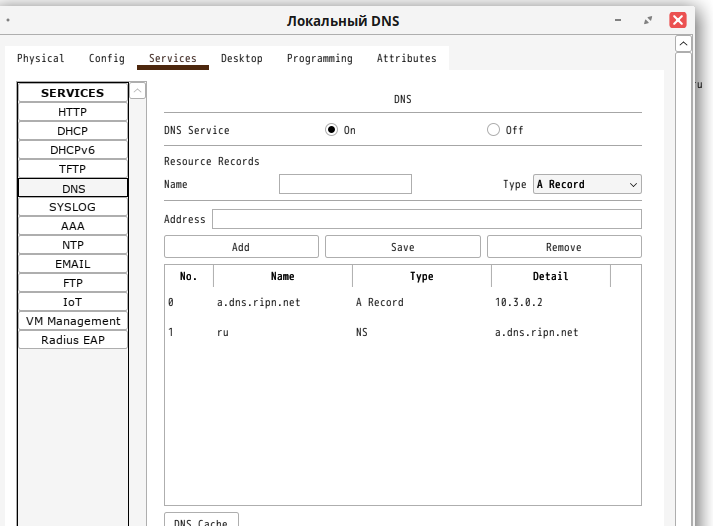 Локальный DNS
Physical Config Services Desktop Programming Attributes
SERVICES
HTTP
DHCP
DHCPv6
TFTP
DNS
SYSLOG
AAA
NTP
EMAIL
FTP
IoT
VM Management
Radius EAP
DNS
DNS Service On Off
Resource Records
Name Type A Record
Address
Add Save Remove
No. Name Type Detail
0 a.dns.ripn.net A Record 10.3.0.2
1 ru NS a.dns.ripn.net
DNS Cache